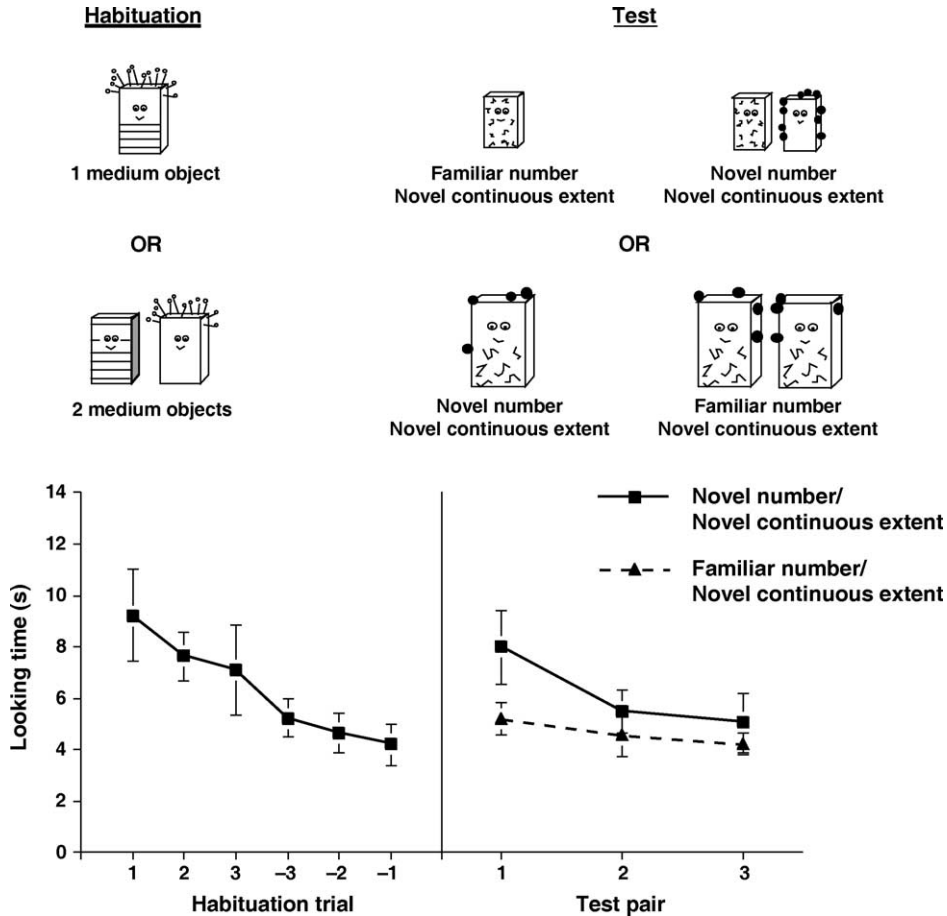 Habituation
Test
1 medium object
Familiar number
Novel continuous extent
Novel number
Novel continuous extent
OR
OR
2 medium objects
Novel number
Novel continuous extent
Familiar number
Novel continuous extent
14
12
10
8
6
4
2
0
Looking time (s)
1 2 3 –3 –2 –1
Habituation trial
Novel number/
Novel continuous extent
Familiar number/
Novel continuous extent
1 2 3
Test pair